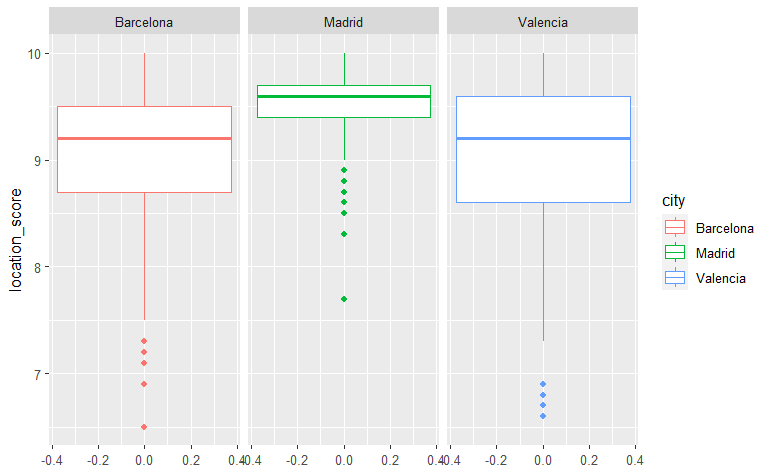 Barcelona Madrid Valencia
10
9
8
7
location_score
-0.4 -0.2 0.0 0.2 0.4 -0.4 -0.2 0.0 0.2 0.4 -0.4 -0.2 0.0 0.2 0.4
city
Barcelona
Madrid
Valencia